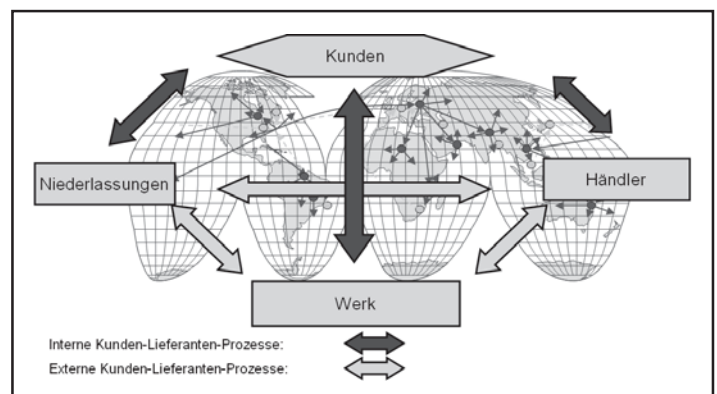 Kunden
Niederlassungen
Händler
Werk
Interne Kunden-Lieferanten-Prozesse:
Externe Kunden-Lieferanten-Prozesse: